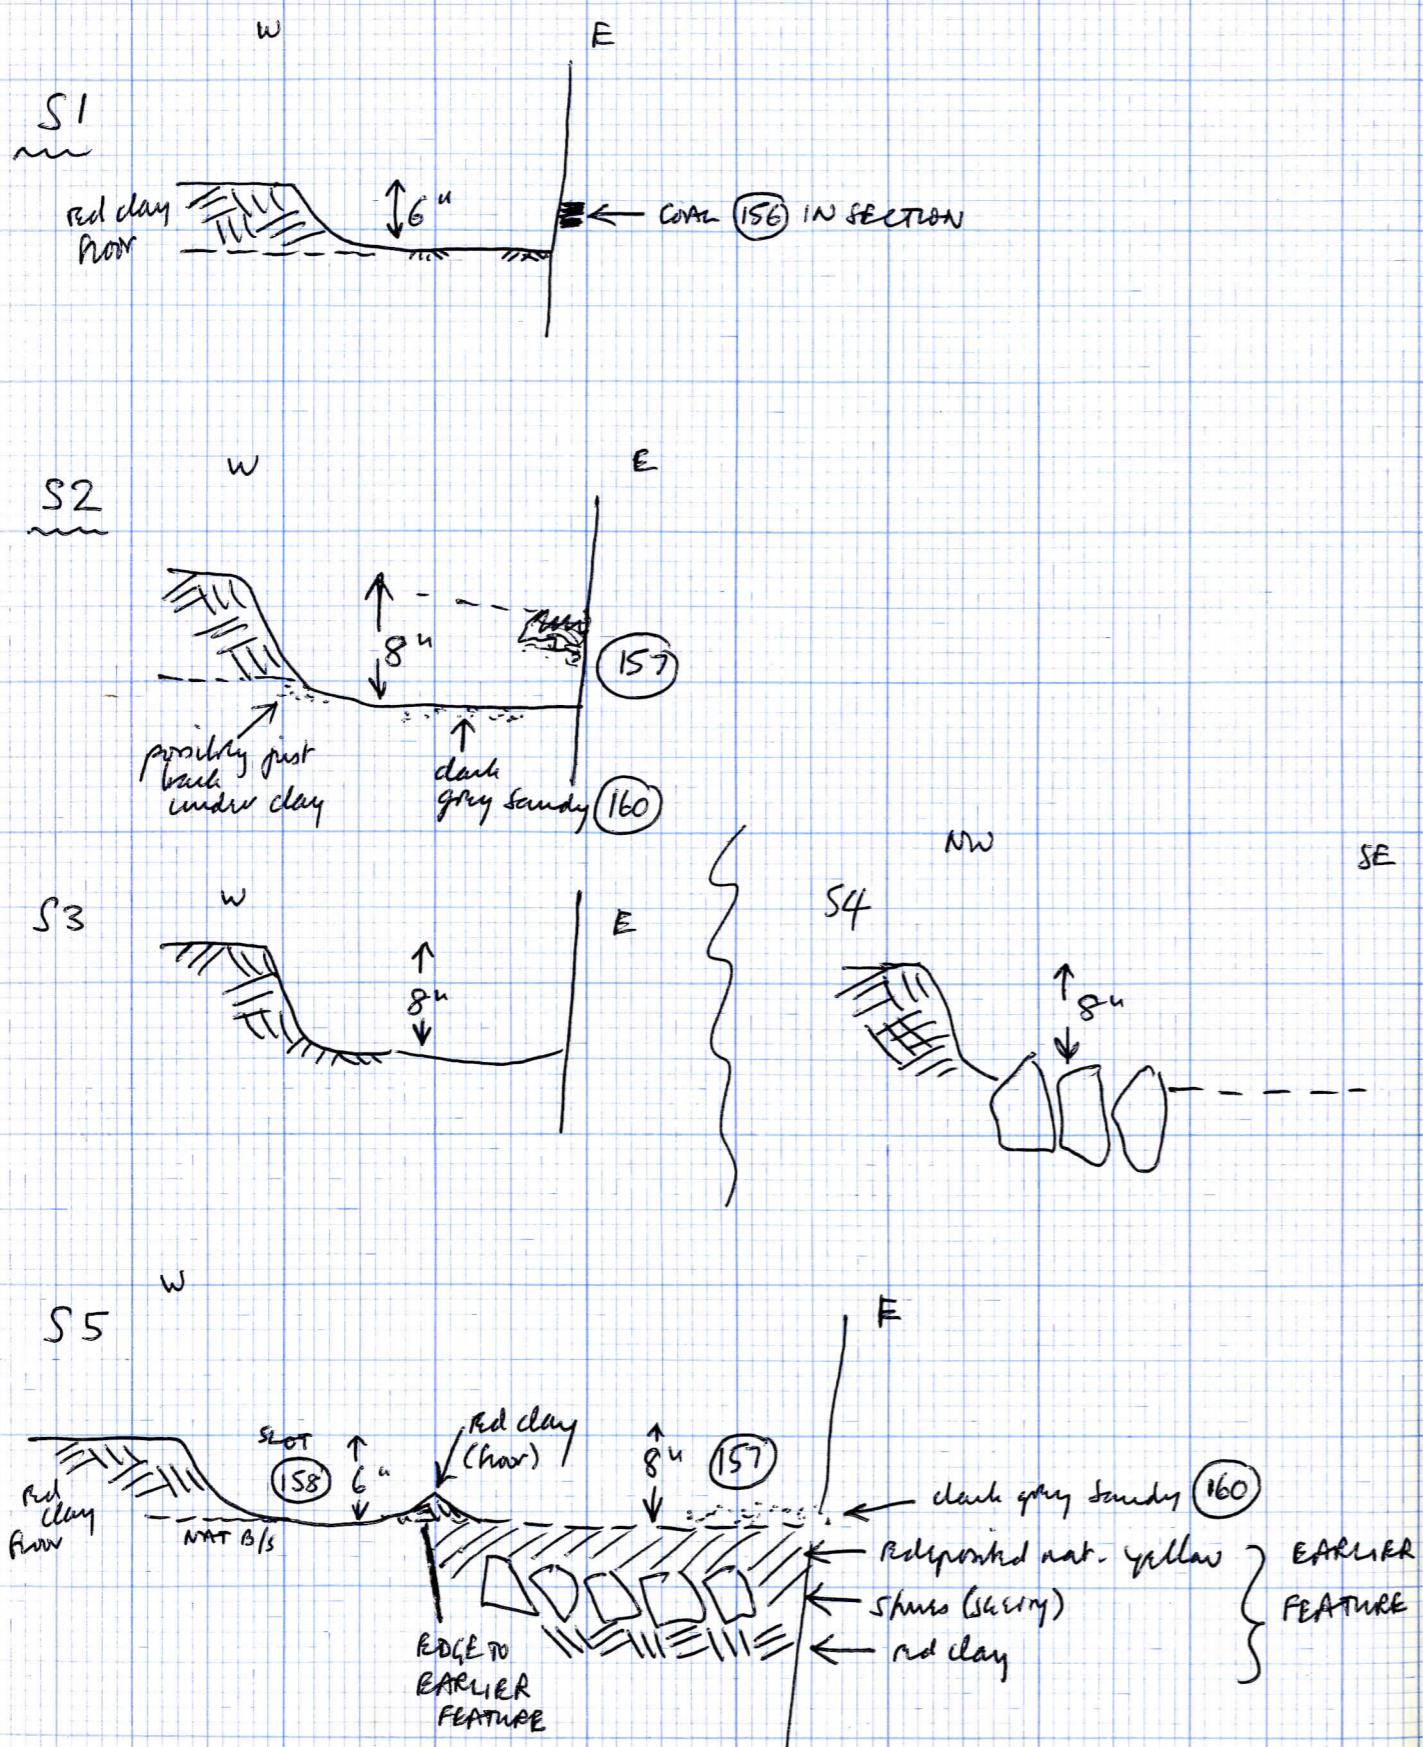 W E
S1
red clay
floor
6"
COAL 156 IN SECTION
W E
S2
8"
157
possibly just
back
under clay
dark
grey sandy 160
W E
S3
8"
NW SE
S4
8"
W E
S5
SLOT
158 6"
red clay
(floor)
8" 157
red
clay
floor
NAT B/S
dark grey sandy 160
Redeposited nat. yellow
stones (skerry)
red clay
EARLIER
FEATURE
EDGE TO
EARLIER
FEATURE